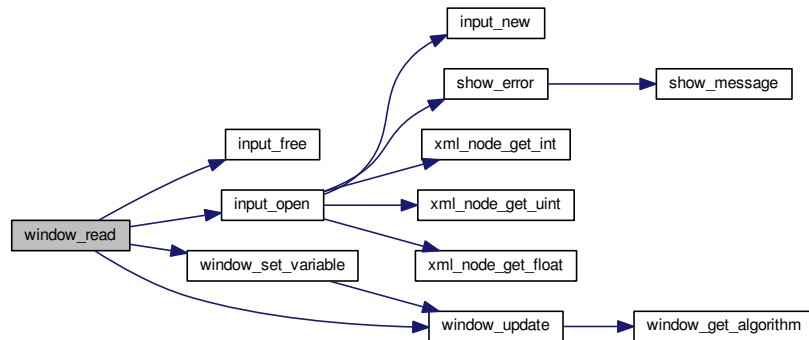 input_new
show_error
show_message
input_free
xml_node_get_int
input_open
xml_node_get_uint
window_read
window_set_variable
xml_node_get_float
window_update
window_get_algorithm